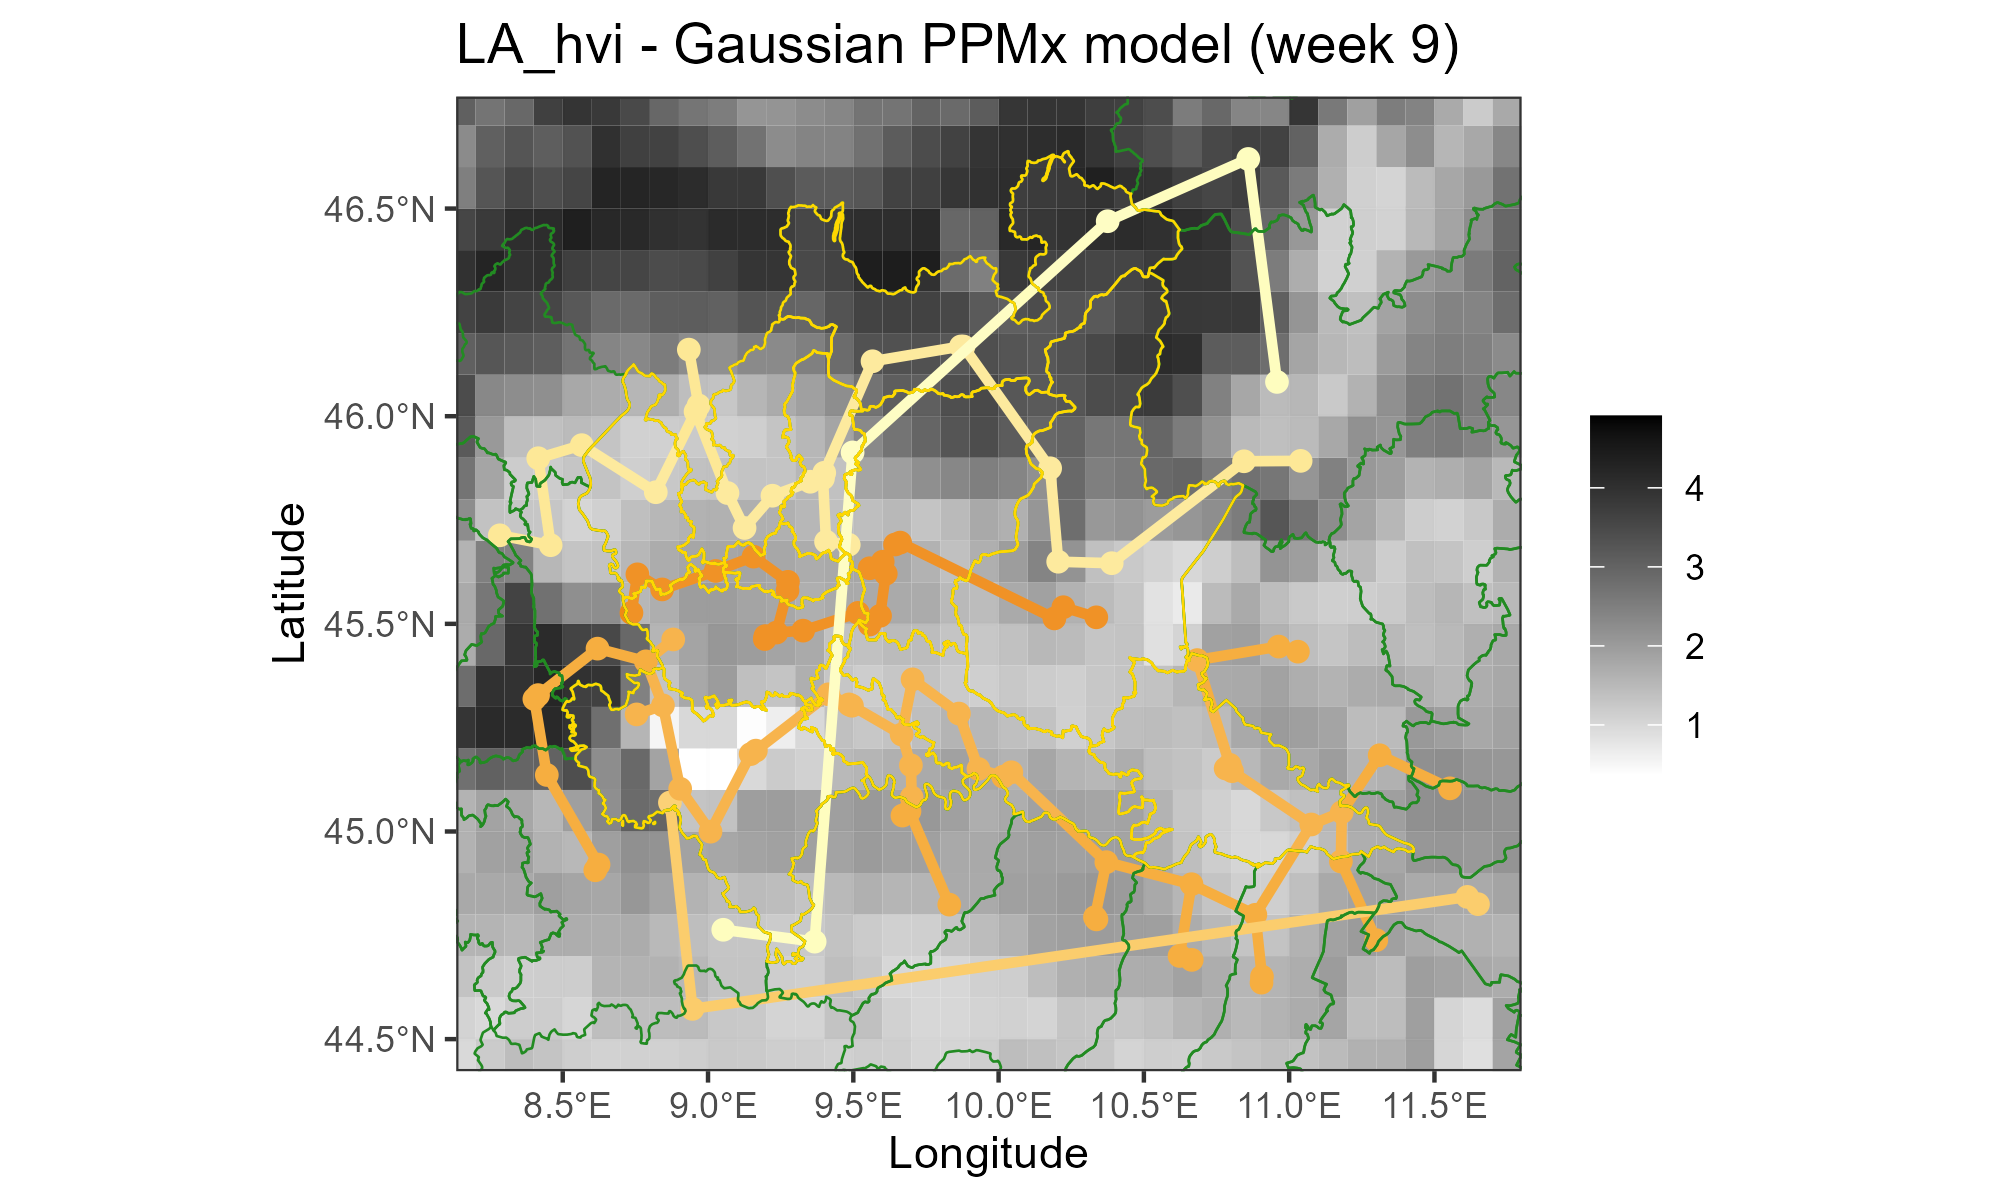 LA_hvi - Gaussian PPMx model (week 9)
46.5°N
46.0°N
45.5°N
45.0°N
44.5°N
Latitude
8.5°E 9.0°E 9.5°E 10.0°E 10.5°E 11.0°E 11.5°E
Longitude
4
3
2
1